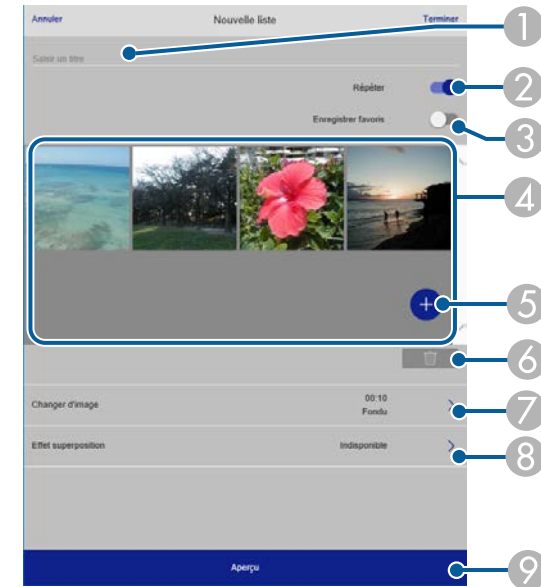 Annuler Nouvelle liste Terminer
1
Saisir un titre
Répéter
2
Enregistrer favoris
3
4
+
5
6
Changer d'image
00:10
Fondu
7
Effet superposition Indisponible
8
Aperçu
9